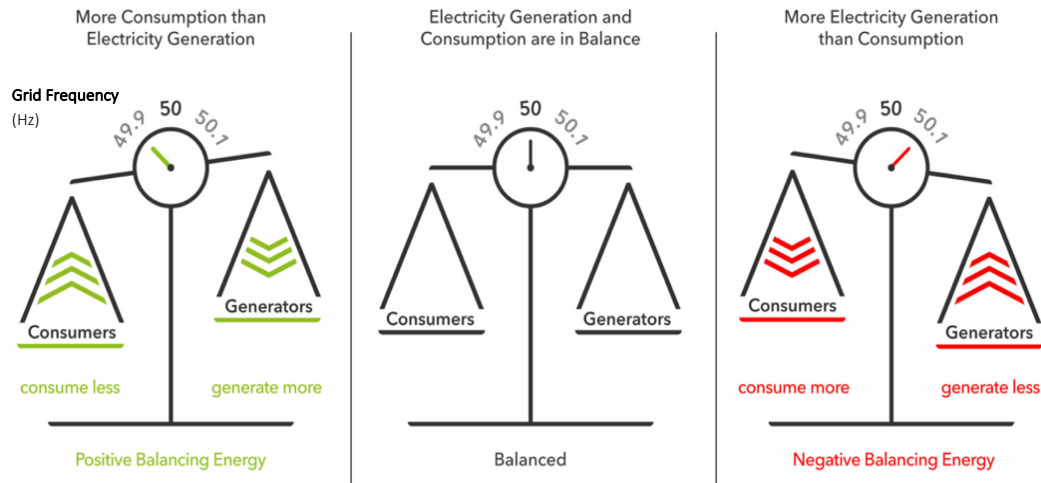 More Consumption than
Electricity Generation
Grid Frequency
(Hz)
49.9
50
50.1
Consumers
Generators
consume less
generate more
Positive Balancing Energy
Electricity Generation and
Consumption are in Balance
49.9
50
50.1
Consumers
Generators
Balanced
More Electricity Generation
than Consumption
49.9
50
50.1
Consumers
Generators
consume more
generate less
Negative Balancing Energy